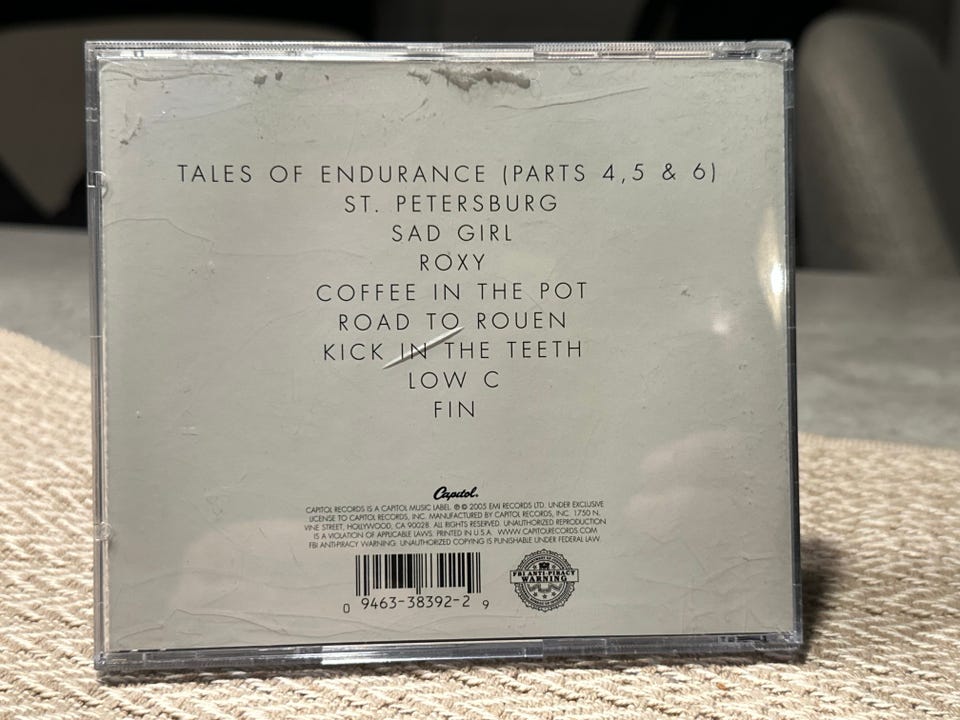 TALES OF ENDURANCE (PARTS 4,5 & 6)
ST. PETERSBURG
SAD GIRL
ROXY
COFFEE IN THE POT
ROAD TO ROUEN
KICK IN THE TEETH
LOW C
FIN
Capitol.
CAPITOL RECORDS IS A CAPITOL MUSIC LABEL. ℗ © 2005 EMI RECORDS LTD. UNDER EXCLUSIVE
LICENSE TO CAPITOL RECORDS, INC. MANUFACTURED BY CAPITOL RECORDS, INC. 1750 N.
VINE STREET, HOLLYWOOD, CA 90028. ALL RIGHTS RESERVED. UNAUTHORIZED REPRODUCTION
IS A VIOLATION OF APPLICABLE LAWS. PRINTED IN U.S.A. WWW.CAPITOLRECORDS.COM
FBI ANTI-PIRACY WARNING: UNAUTHORIZED COPYING IS PUNISHABLE UNDER FEDERAL LAW.
FBI ANTI-PIRACY
WARNING
0 9463-38392-2 9